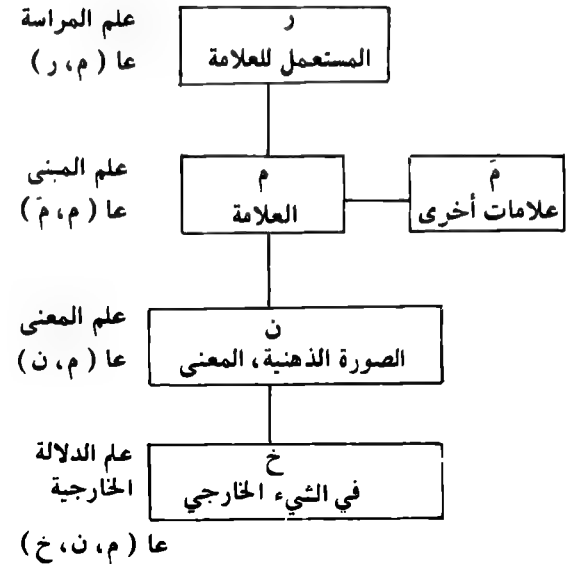 ر
المستعمل للعلامة
علم المراسة
عا (م، ر)
م
العلامة
مَ
علامات أخرى
علم المبنى
عا (م، مَ)
ن
الصورة الذهنية، المعنى
علم المعنى
عا (م، ن)
خ
في الشيء الخارجي
علم الدلالة
الخارجية
عا (م، ن، خ)